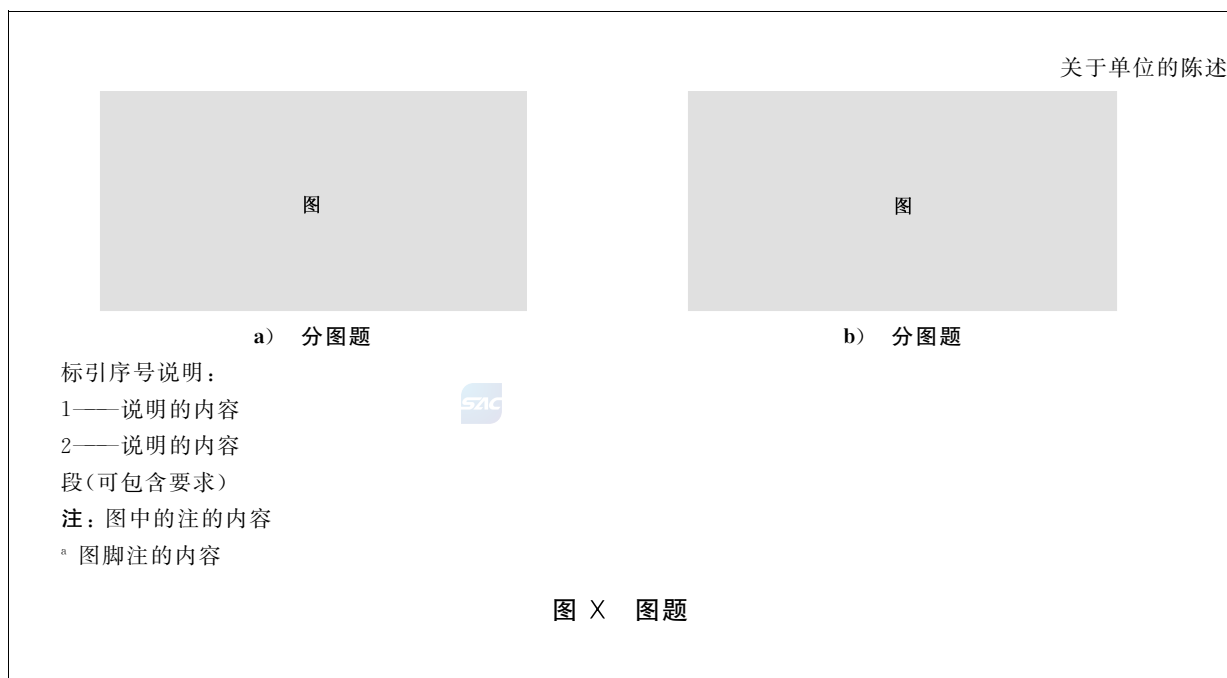 关于单位的陈述
图
图
a) 分图题
b) 分图题
标引序号说明:
1——说明的内容
SAC
2——说明的内容
段(可包含要求)
注:图中的注的内容
a 图脚注的内容
图 X 图题